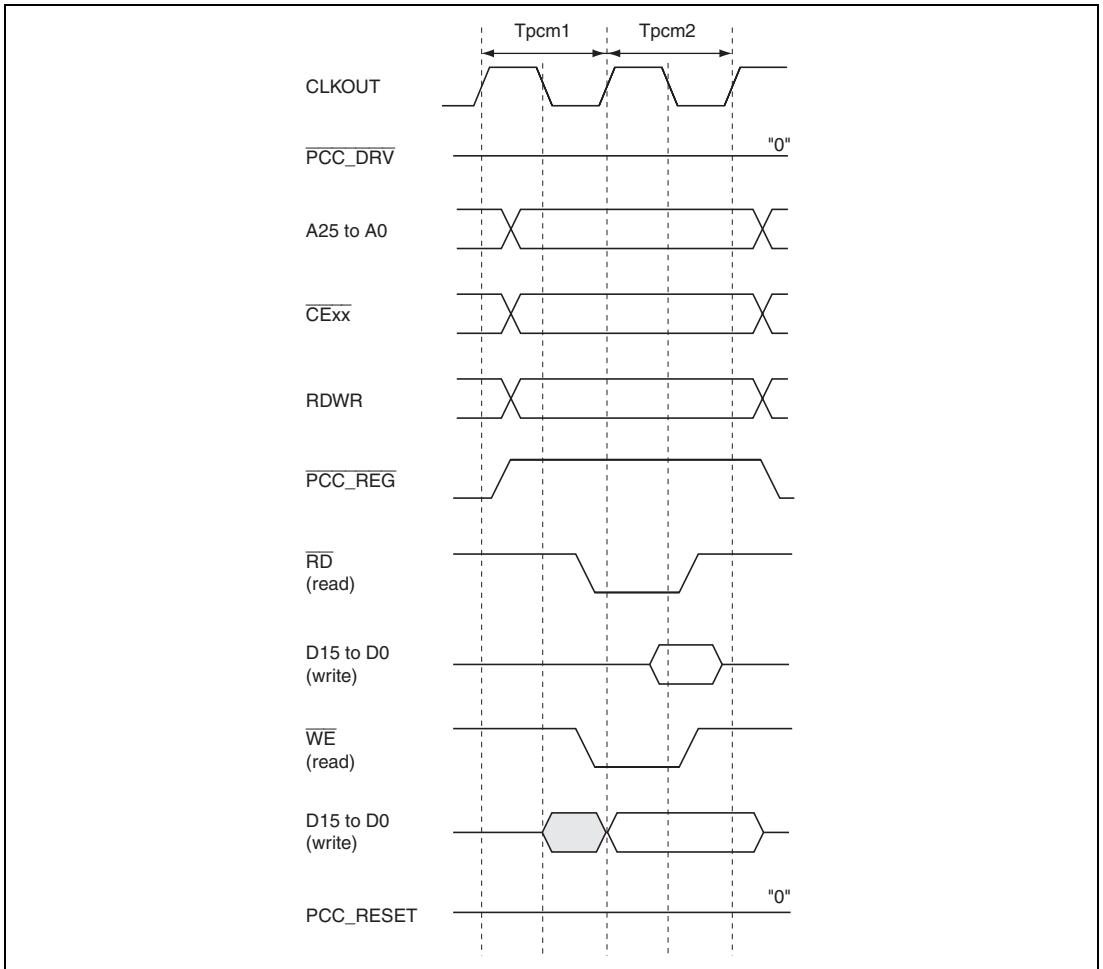 Tpcm1 Tpcm2
CLKOUT
PCC_DRV "0"
A25 to A0
CExx
RDWR
PCC_REG
RD
(read)
D15 to D0
(write)
WE
(read)
D15 to D0
(write)
PCC_RESET "0"